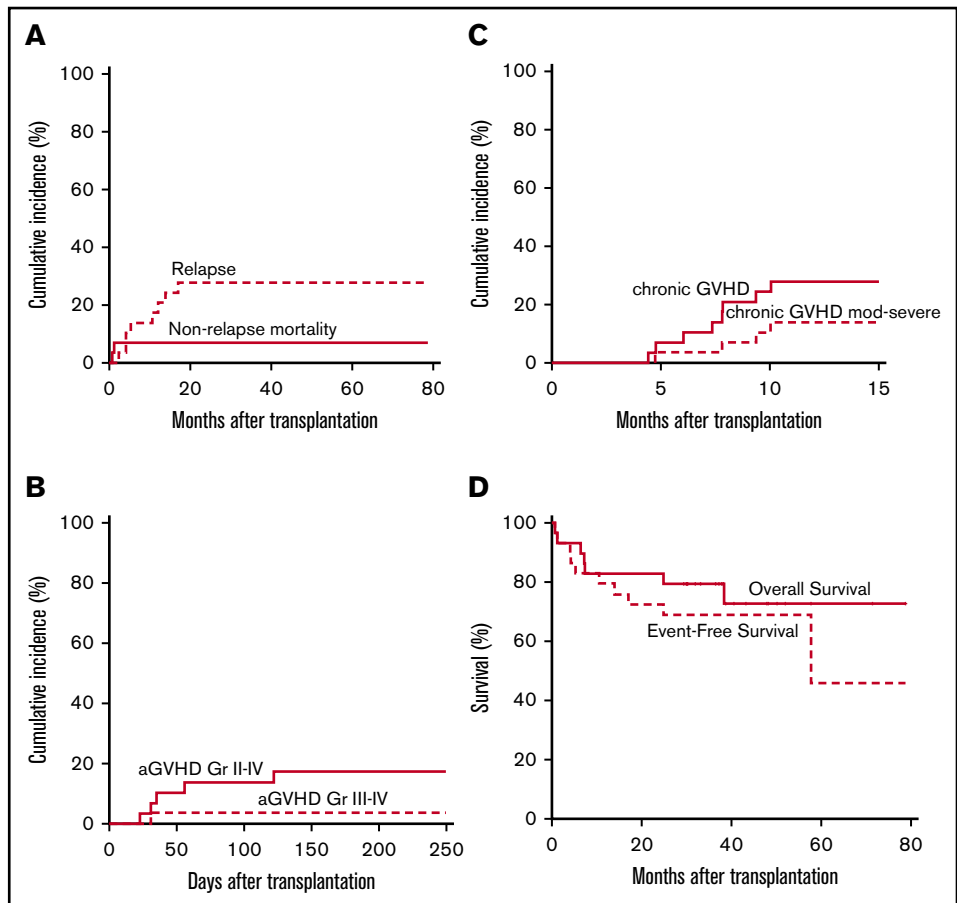 A
Cumulative incidence (%)
100
80
60
40
20
0
Relapse
Non-relapse mortality
0 20 40 60 80
Months after transplantation
B
Cumulative incidence (%)
100
80
60
40
20
0
aGVHD Gr II-IV
aGVHD Gr III-IV
0 50 100 150 200 250
Days after transplantation
C
Cumulative incidence (%)
100
80
60
40
20
0
chronic GVHD
chronic GVHD mod-severe
0 5 10 15
Months after transplantation
D
Survival (%)
100
80
60
40
20
0
Overall Survival
Event-Free Survival
0 20 40 60 80
Months after transplantation